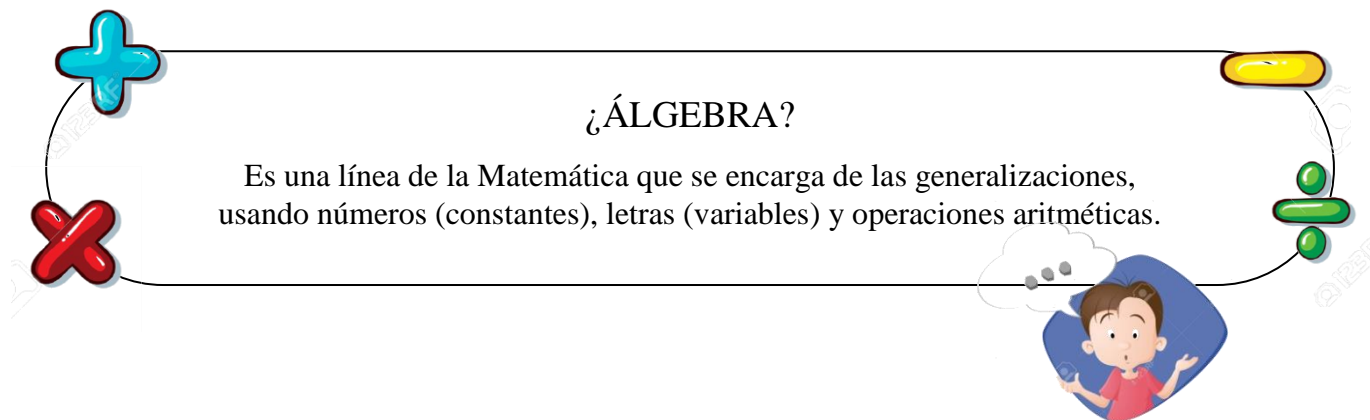 ¿ÁLGEBRA?
Es una línea de la Matemática que se encarga de las generalizaciones,
usando números (constantes), letras (variables) y operaciones aritméticas.